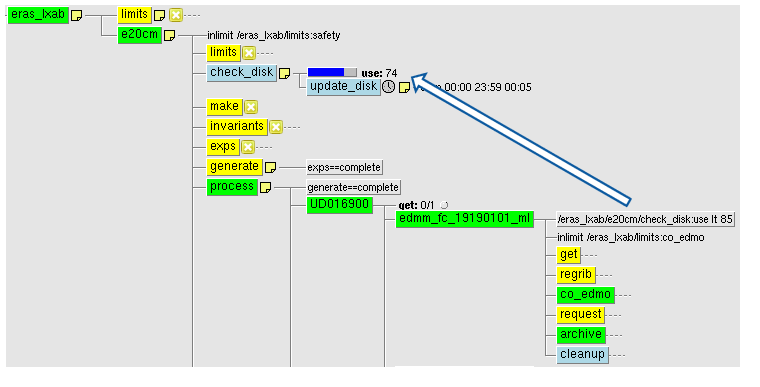 eras_lxab limits
e20cm inlimit /eras_lxab/limits:safety
limits
check_disk use: 74
update_disk 00:00 23:59 00:05
make
invariants
exps
generate exps==complete
process generate==complete
UD016900 get: 0/1
edmm_fc_19190101_ml /eras_lxab/e20cm/check_disk:use lt 85
inlimit /eras_lxab/limits:co_edmo
get
regrib
co_edmo
request
archive
cleanup